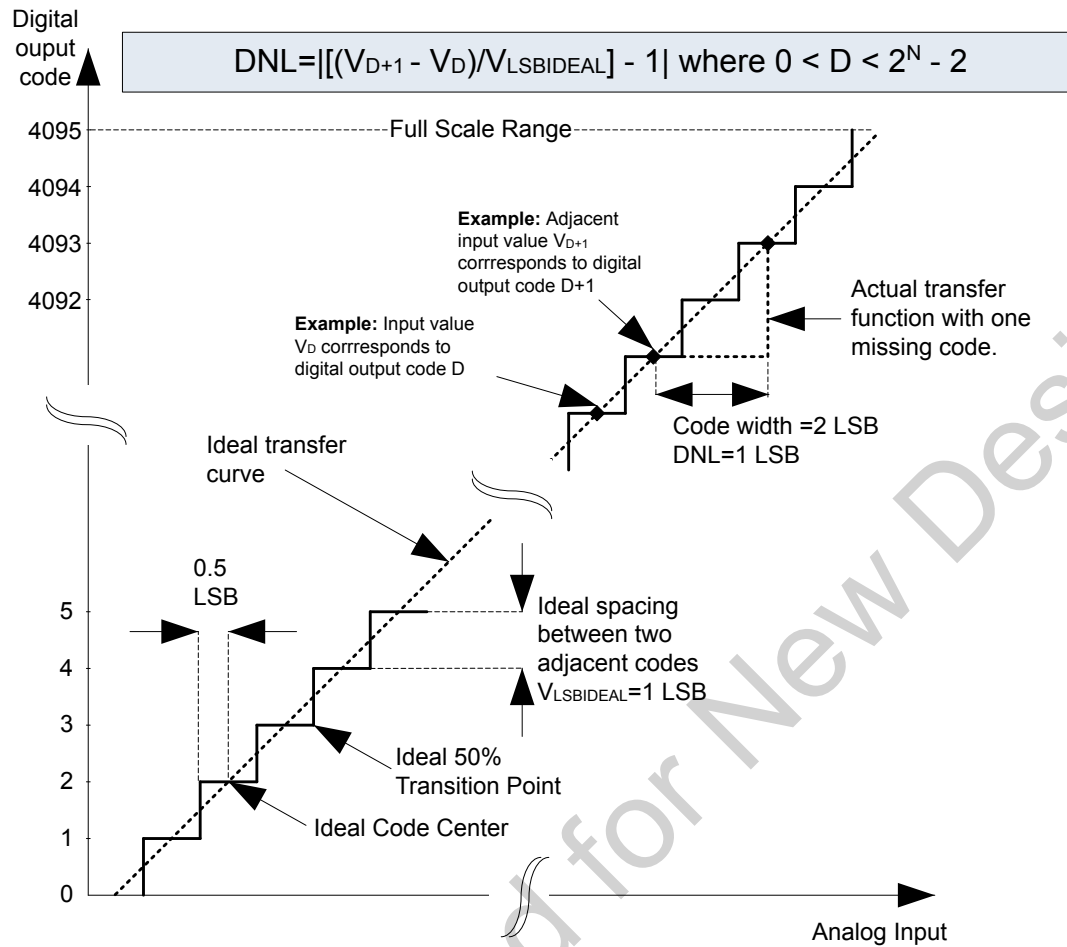 Digital
ouput
code
DNL=|[(VD+1 - VD)/VLSBIDEAL] - 1| where 0 < D < 2^N - 2
4095
Full Scale Range
4094
4093
4092
Example: Adjacent
input value VD+1
corrresponds to digital
output code D+1
Example: Input value
VD corrresponds to
digital output code D
Actual transfer
function with one
missing code.
Code width =2 LSB
DNL=1 LSB
Ideal transfer
curve
0.5
LSB
Ideal spacing
between two
adjacent codes
VLSBIDEAL=1 LSB
5
4
3
2
1
0
Ideal 50%
Transition Point
Ideal Code Center
Analog Input
d for New Desi